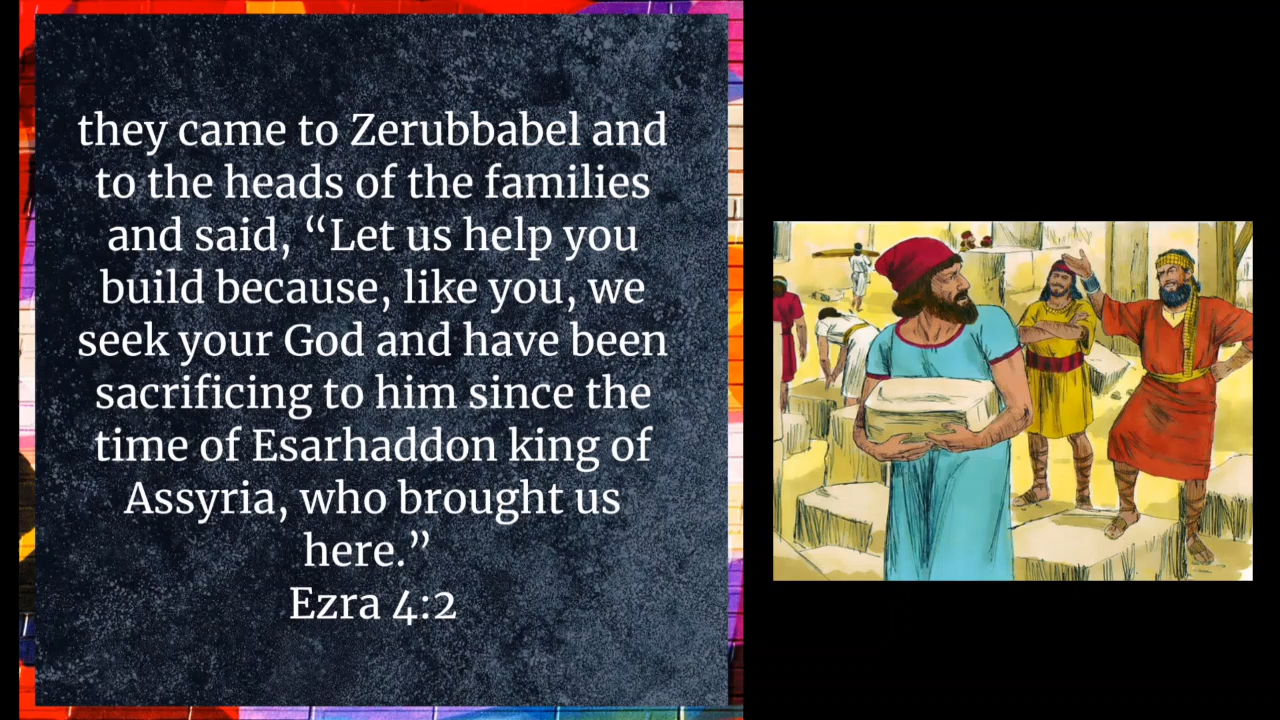 they came to Zerubbabel and
to the heads of the families
and said, “Let us help you
build because, like you, we
seek your God and have been
sacrificing to him since the
time of Esarhaddon king of
Assyria, who brought us
here.”
Ezra 4:2